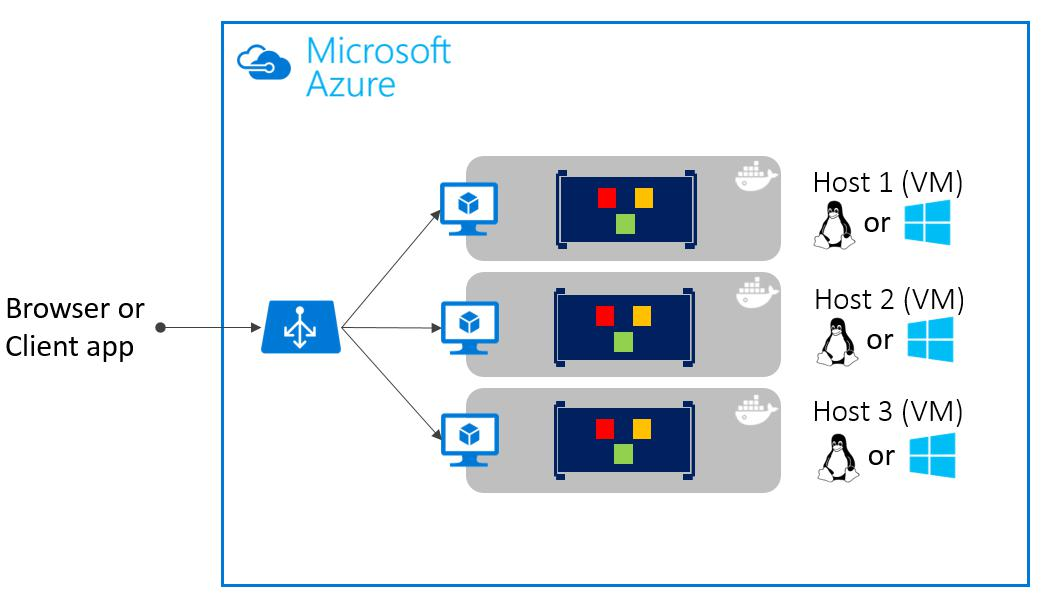 Microsoft
Azure
Host 1 (VM)
or
Host 2 (VM)
or
Browser or
Client app
Host 3 (VM)
or